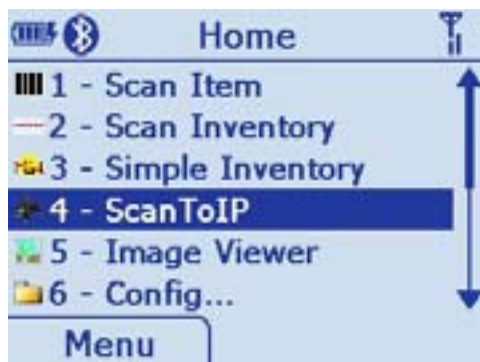 Home
1 - Scan Item
2 - Scan Inventory
3 - Simple Inventory
4 - ScanToIP
5 - Image Viewer
6 - Config...
Menu